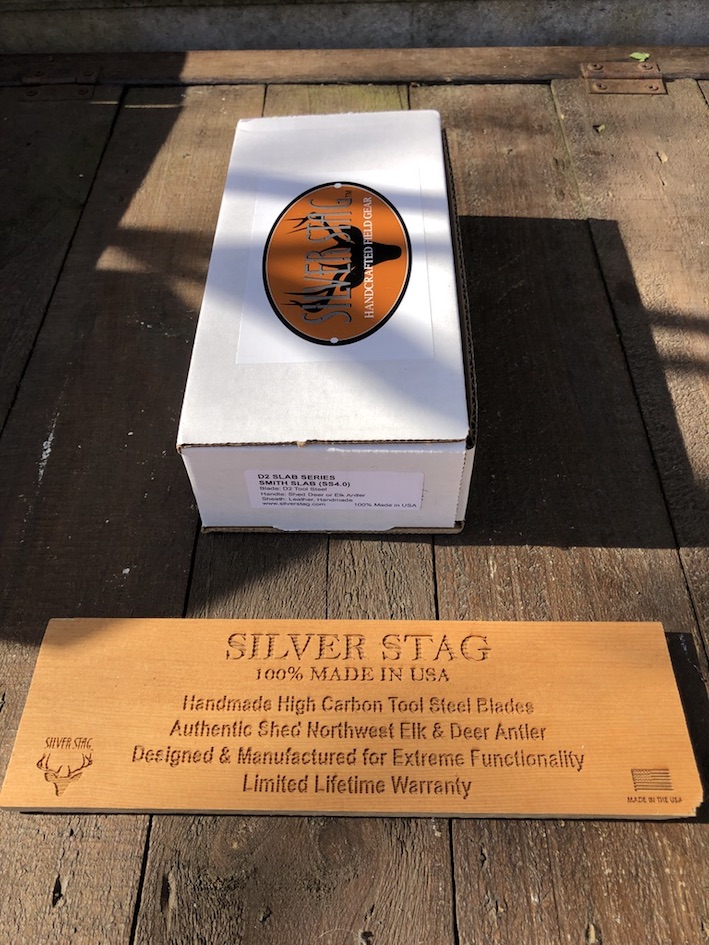 SILVER STAG™
HANDCRAFTED FIELD GEAR
D2 SLAB SERIES
SMITH SLAB (SS4.0)
Blade: D2 Tool Steel
Handle: Shed Deer or Elk Antler
Sheath: Leather, Handmade
www.silverstag.com 100% Made in USA
SILVER STAG
100% MADE IN USA
Handmade High Carbon Tool Steel Blades
Authentic Shed Northwest Elk & Deer Antler
Designed & Manufactured for Extreme Functionality
Limited Lifetime Warranty
SILVER STAG
MADE IN THE USA